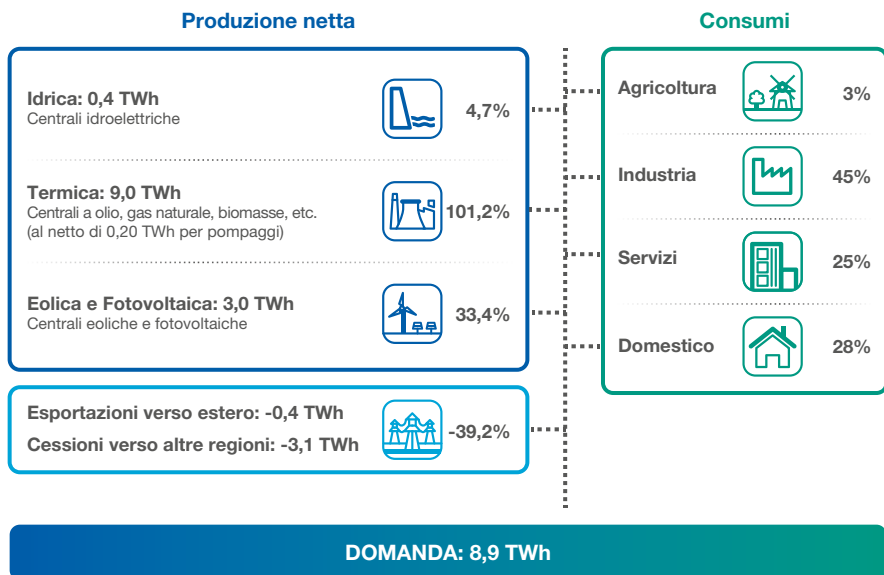 Produzione netta
Idrica: 0,4 TWh
Centrali idroelettriche
4,7%
Termica: 9,0 TWh
Centrali a olio, gas naturale, biomasse, etc.
(al netto di 0,20 TWh per pompaggi)
101,2%
Eolica e Fotovoltaica: 3,0 TWh
Centrali eoliche e fotovoltaiche
33,4%
Esportazioni verso estero: -0,4 TWh
Cessioni verso altre regioni: -3,1 TWh
-39,2%
Consumi
Agricoltura
3%
Industria
45%
Servizi
25%
Domestico
28%
DOMANDA: 8,9 TWh